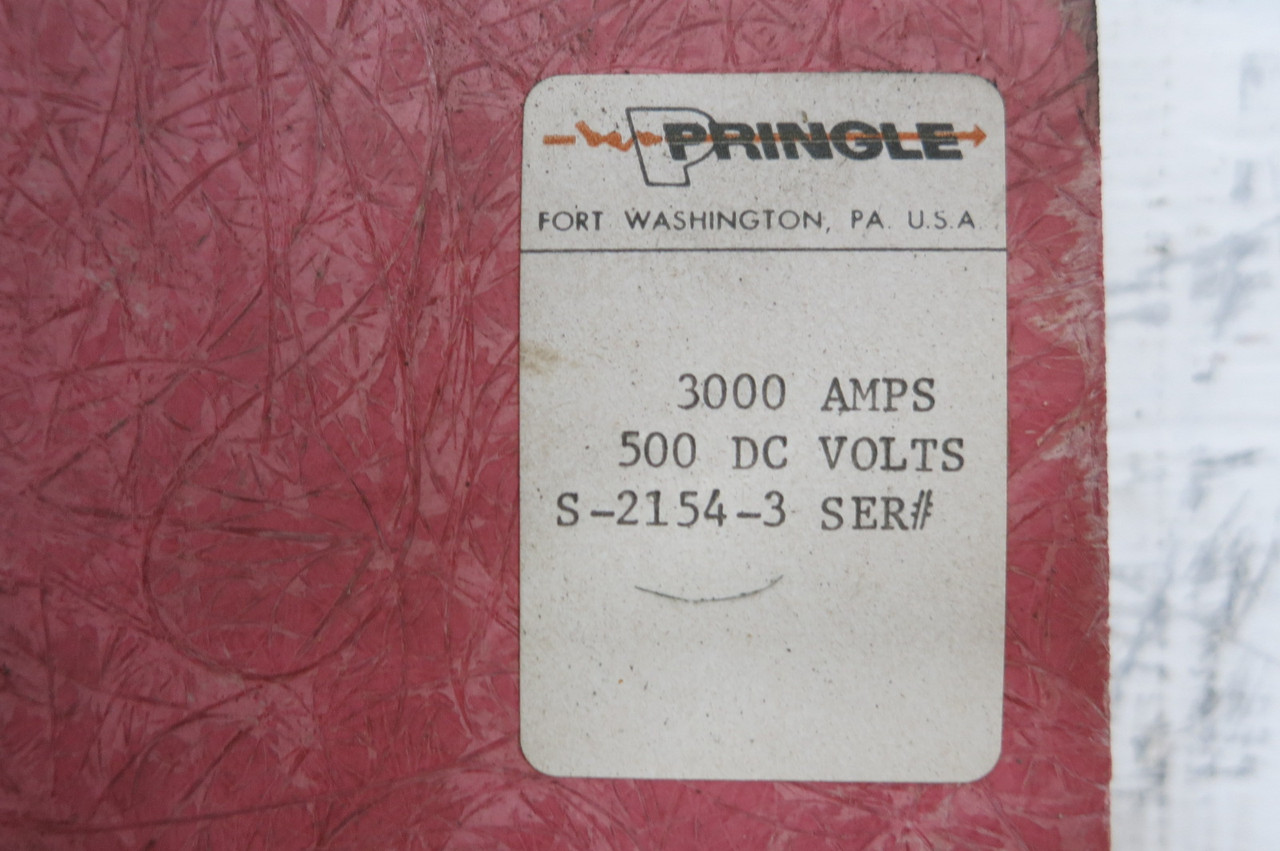 PRINGLE
FORT WASHINGTON, PA. U.S.A.
3000 AMPS
500 DC VOLTS
S-2154-3 SER#